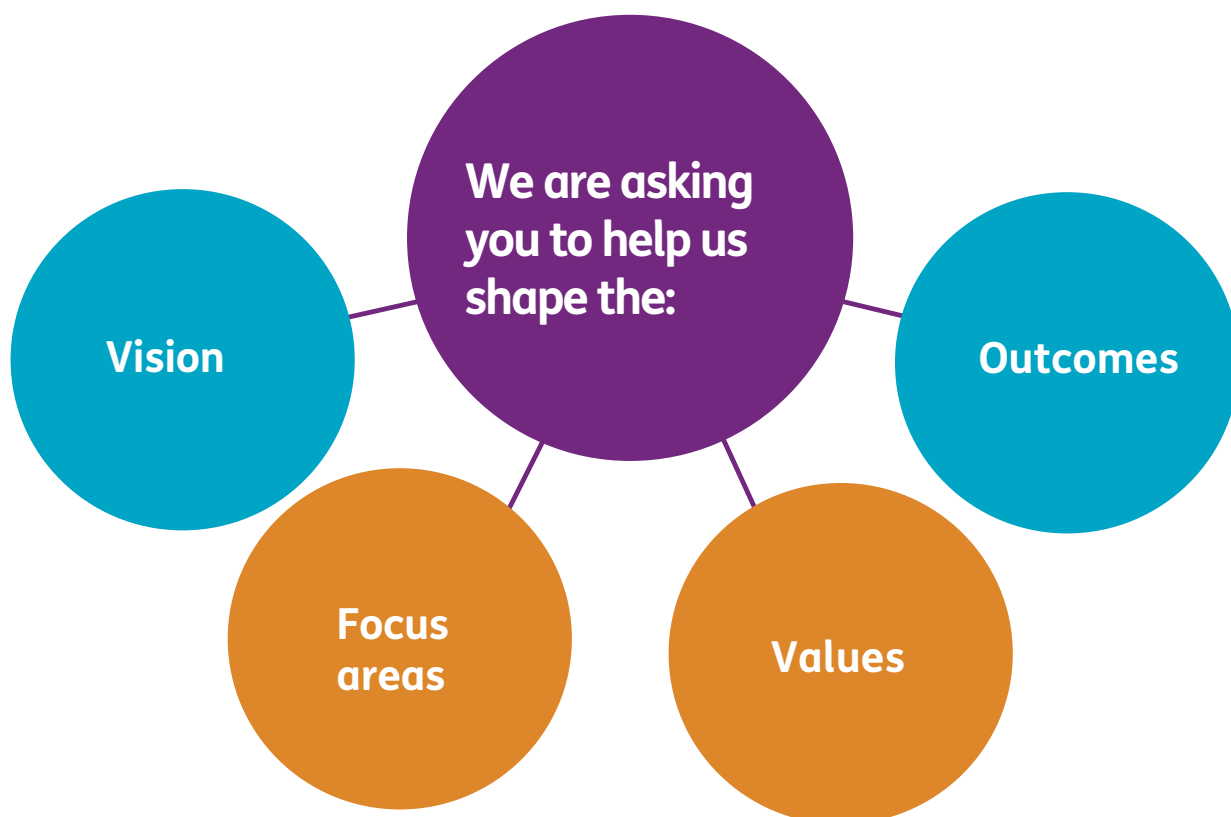 We are asking
you to help us
shape the:
Vision
Outcomes
Focus
areas
Values